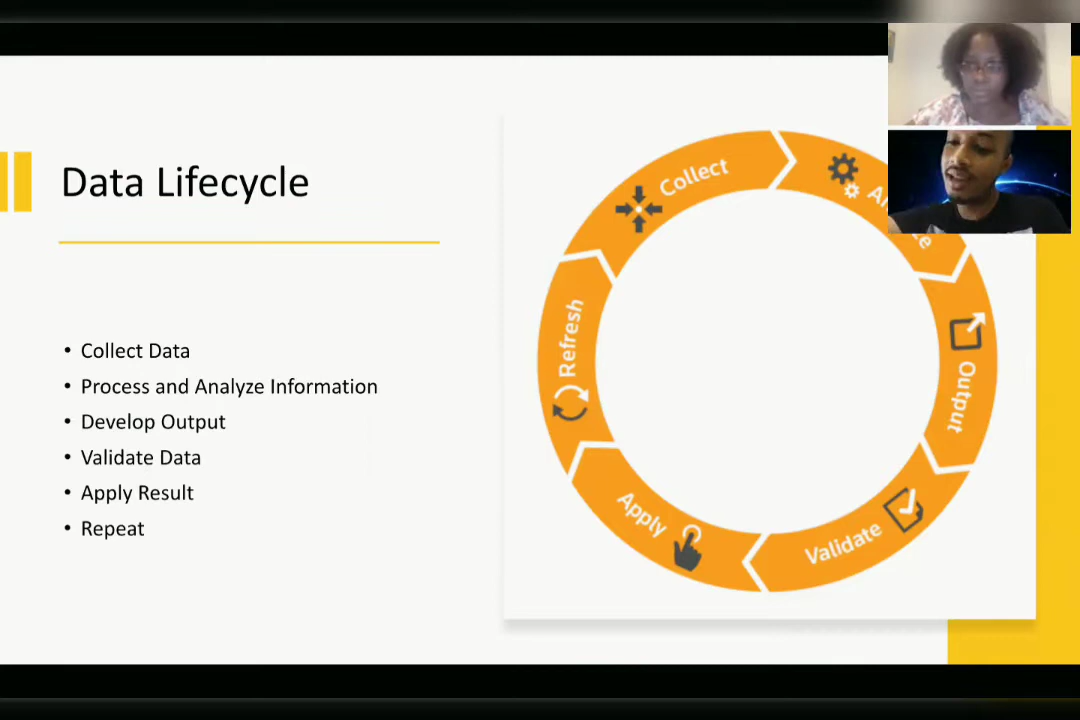 Data Lifecycle
• Collect Data
• Process and Analyze Information
• Develop Output
• Validate Data
• Apply Result
• Repeat
Collect
Output
Validate
Apply
Refresh